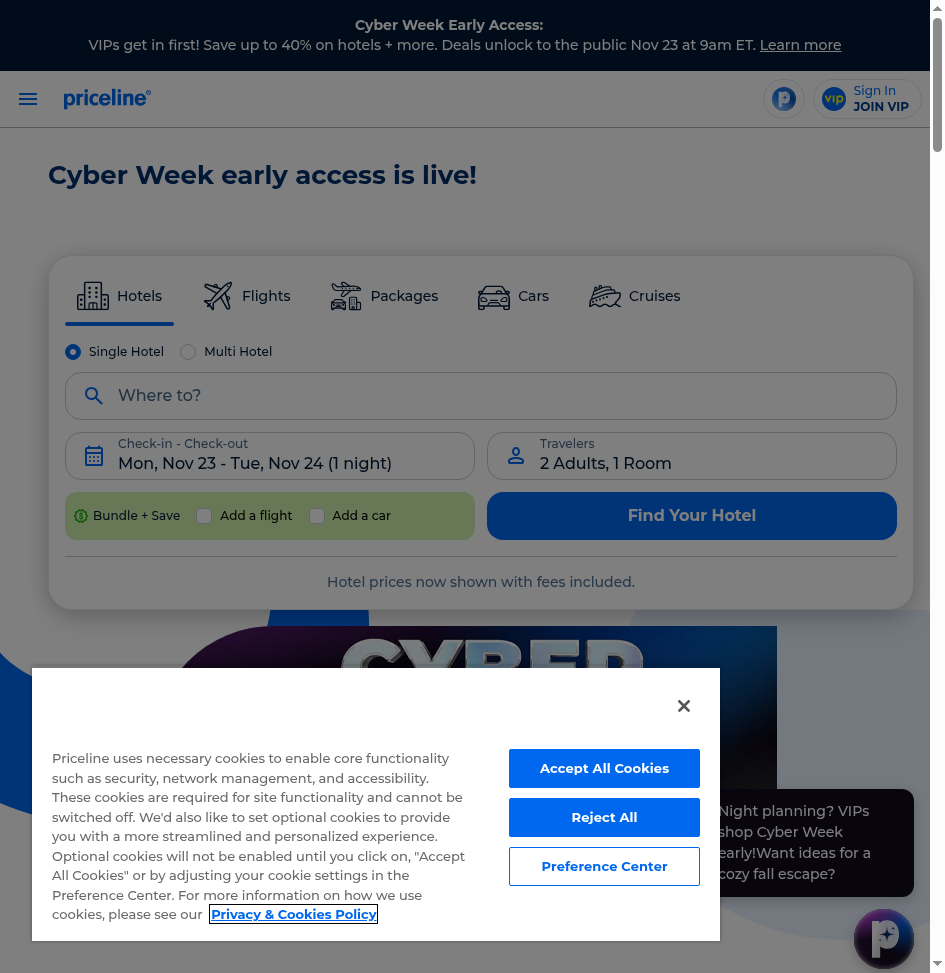 Cyber Week Early Access:
VIPs get in first! Save up to 40% on hotels + more. Deals unlock to the public Nov 23 at 9am ET. Learn more
priceline®
Sign In
vip
JOIN VIP
Cyber Week early access is live!
Hotels
Flights
Packages
Cars
Cruises
Single Hotel
Multi Hotel
Where to?
Check-in - Check-out
Mon, Nov 23 - Tue, Nov 24 (1 night)
Travelers
2 Adults, 1 Room
Bundle + Save
Add a flight
Add a car
Find Your Hotel
Hotel prices now shown with fees included.
CYBER
Priceline uses necessary cookies to enable core functionality
such as security, network management, and accessibility.
These cookies are required for site functionality and cannot be
switched off. We'd also like to set optional cookies to provide
you with a more streamlined and personalized experience.
Optional cookies will not be enabled until you click on, "Accept
All Cookies" or by adjusting your cookie settings in the
Preference Center. For more information on how we use
cookies, please see our Privacy & Cookies Policy
Accept All Cookies
Reject All
Preference Center
Night planning? VIPs
shop Cyber Week
early!Want ideas for a
cozy fall escape?